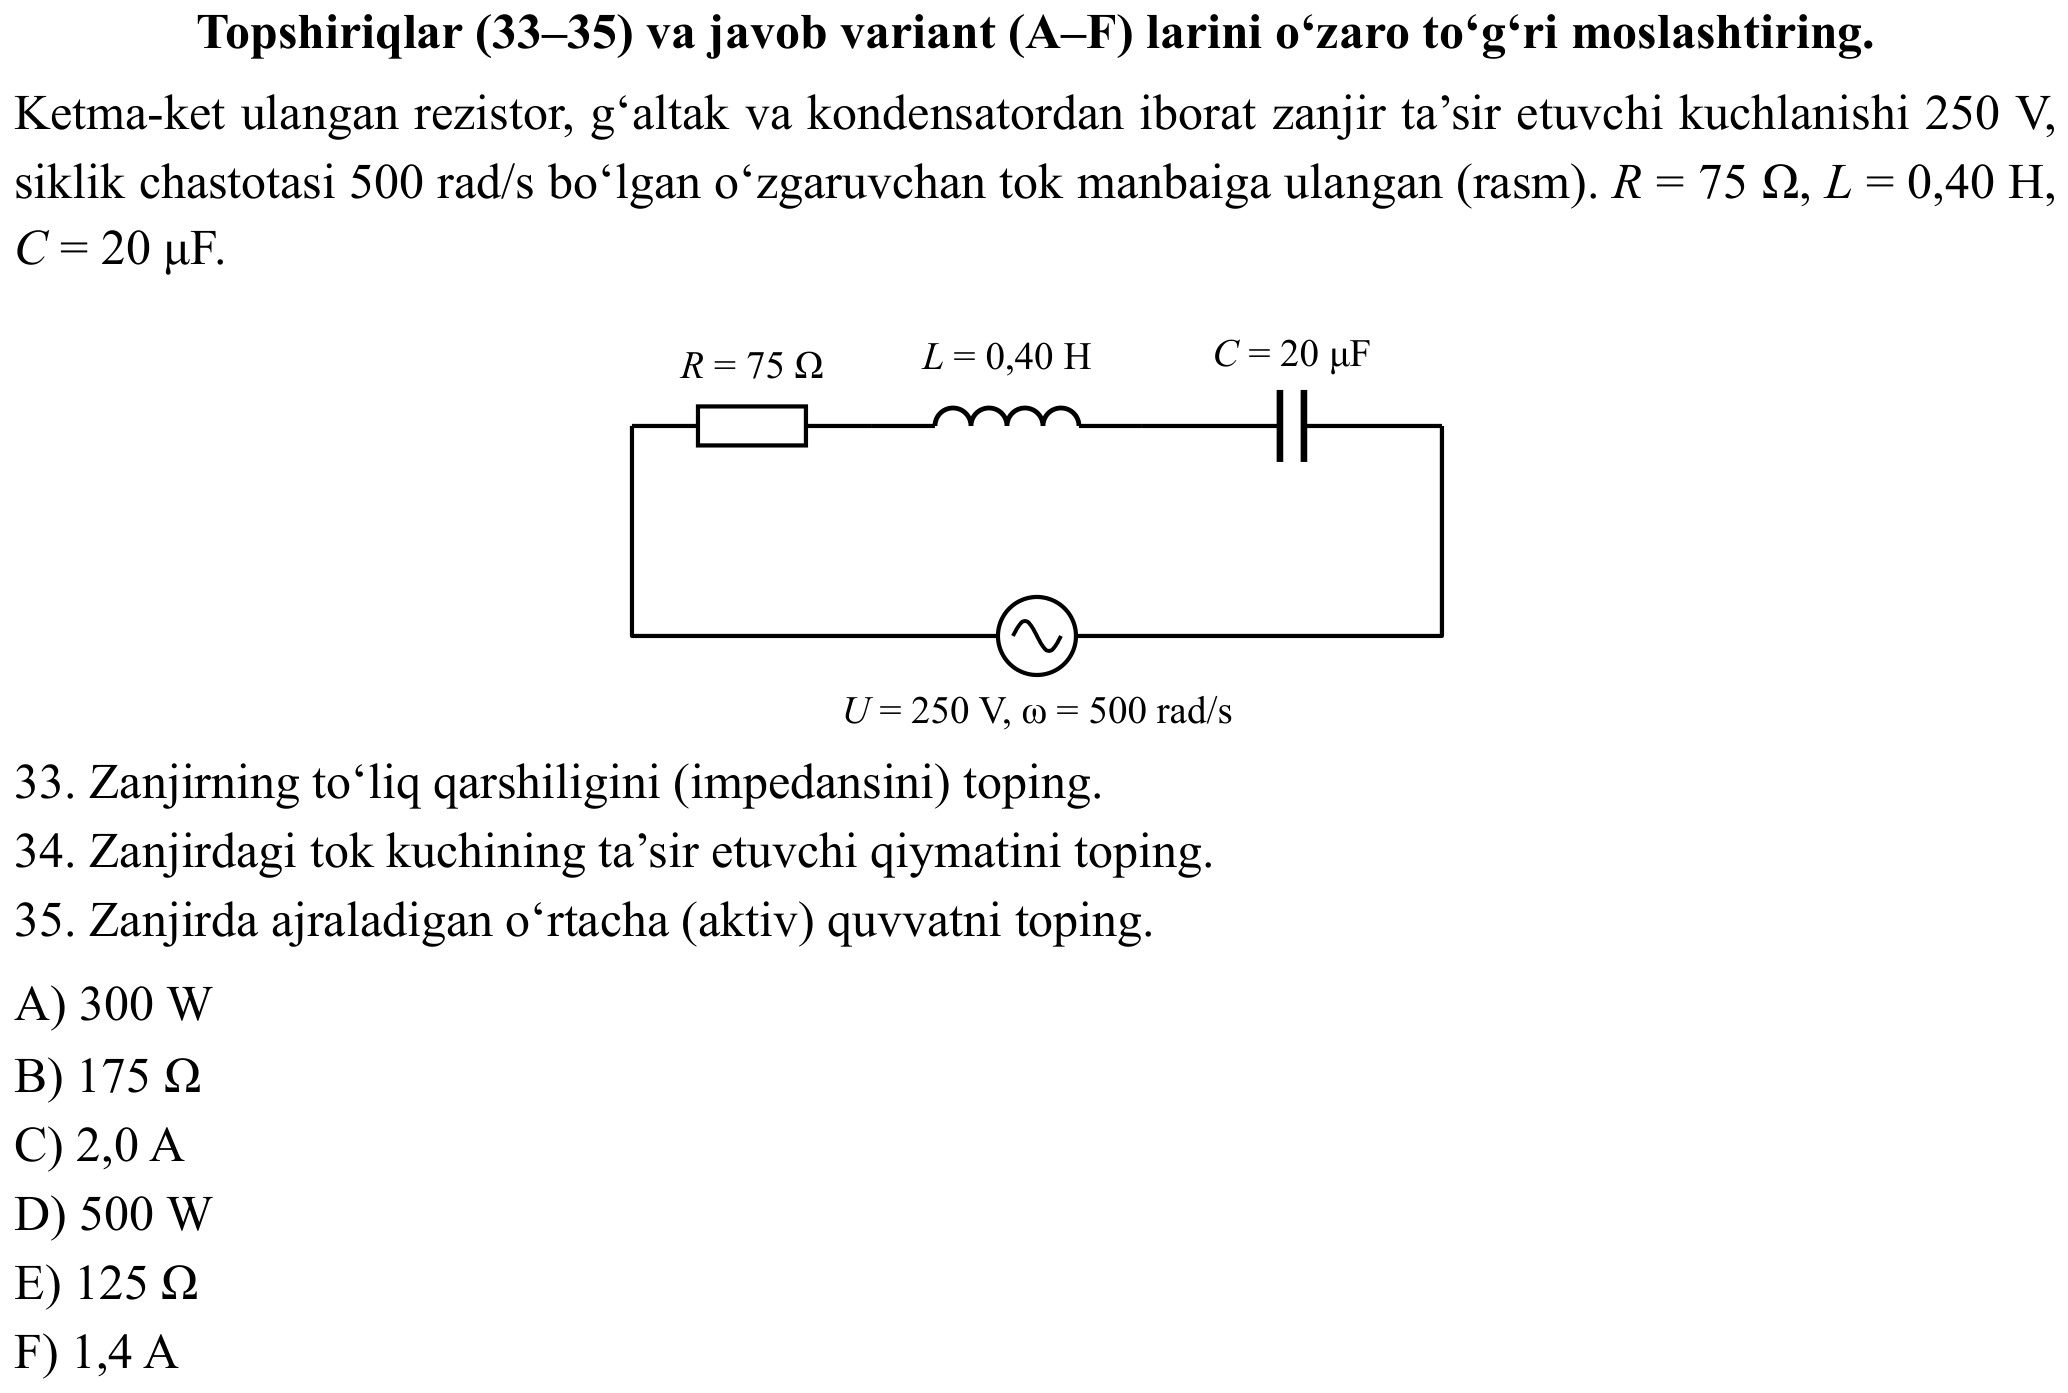 Topshiriqlar (33–35) va javob variant (A–F) larini o‘zaro to‘g‘ri moslashtiring.
Ketma-ket ulangan rezistor, g‘altak va kondensatordan iborat zanjir ta’sir etuvchi kuchlanishi 250 V,
siklik chastotasi 500 rad/s bo‘lgan o‘zgaruvchan tok manbaiga ulangan (rasm). R = 75 Ω, L = 0,40 H,
C = 20 μF.
R = 75 Ω L = 0,40 H C = 20 μF
U = 250 V, ω = 500 rad/s
33. Zanjirning to‘liq qarshiligini (impedansini) toping.
34. Zanjirdagi tok kuchining ta’sir etuvchi qiymatini toping.
35. Zanjirda ajraladigan o‘rtacha (aktiv) quvvatni toping.
A) 300 W
B) 175 Ω
C) 2,0 A
D) 500 W
E) 125 Ω
F) 1,4 A